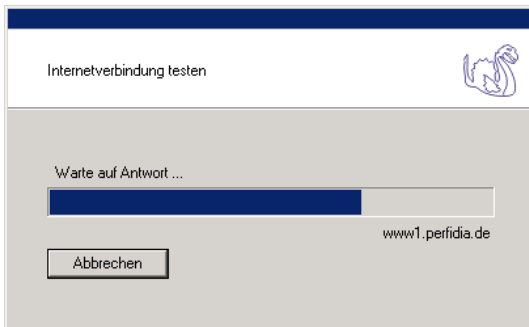 Internetverbindung testen
Warte auf Antwort ...
www1.perfidia.de
Abbrechen